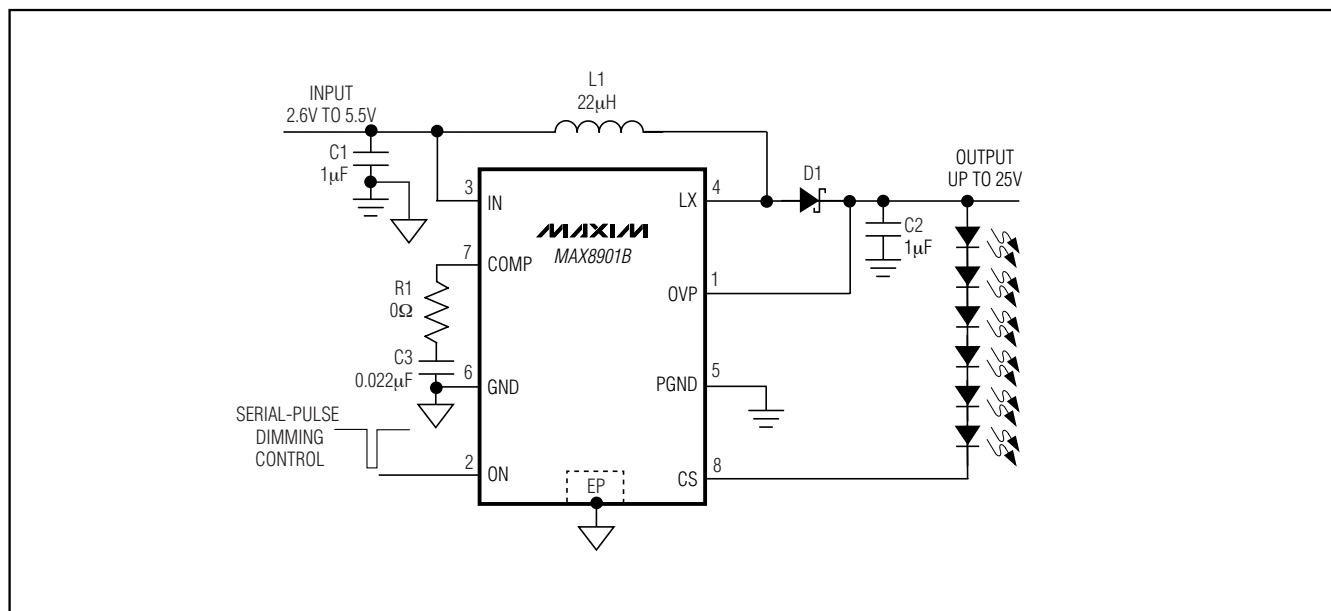 L1
22μH
INPUT
2.6V TO 5.5V
C1
1μF
D1
OUTPUT
UP TO 25V
3
IN
4
LX
MAXIM
MAX8901B
C2
1μF
7
COMP
1
OVP
R1
0Ω
C3
0.022μF
6
GND
5
PGND
SERIAL-PULSE
DIMMING
CONTROL
2
ON
EP
8
CS